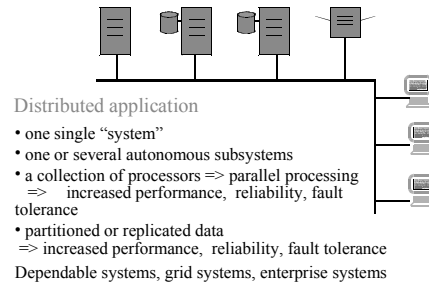 Distributed application
• one single “system”
• one or several autonomous subsystems
• a collection of processors => parallel processing
=> increased performance, reliability, fault
tolerance
• partitioned or replicated data
=> increased performance, reliability, fault tolerance
Dependable systems, grid systems, enterprise systems